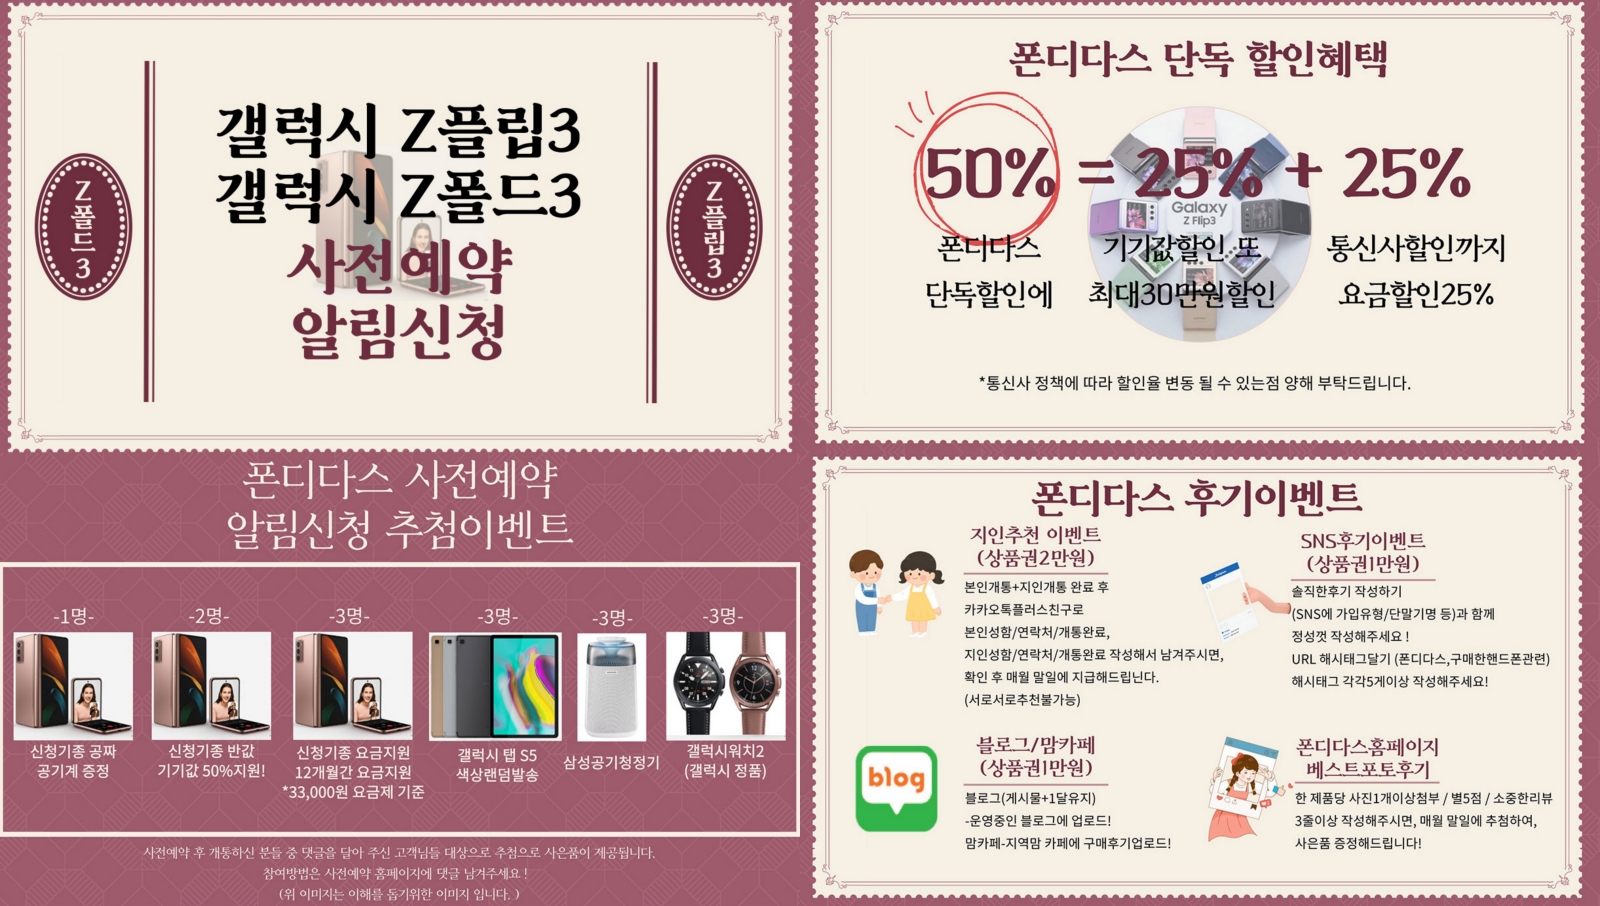 갤럭시 Z플립3
갤럭시 Z폴드3
사전예약
알림신청
Z폴드3
Z플립3
폰디다스 단독 할인혜택
50% = 25% + 25%
Galaxy
Z Flip3
폰디다스
단독할인에
기기값할인 또
최대30만원할인
통신사할인까지
요금할인25%
*통신사 정책에 따라 할인율 변동 될 수 있는점 양해 부탁드립니다.
폰디다스 사전예약
알림신청 추첨이벤트
-1명-
신청기종 공짜
공기계 증정
-2명-
신청기종 반값
기기값 50%지원!
-3명-
신청기종 요금지원
12개월간 요금지원
*33,000원 요금제 기준
-3명-
갤럭시 탭 S5
색상랜덤발송
-3명-
삼성공기청정기
-3명-
갤럭시워치2
(갤럭시 정품)
사전예약 후 개통하신 분들 중 댓글을 달아 주신 고객님들 대상으로 추첨으로 사은품이 제공됩니다.
참여방법은 사전예약 홈페이지에 댓글 남겨주세요 !
(위 이미지는 이해를 돕기위한 이미지 입니다. )
폰디다스 후기이벤트
지인추천 이벤트
(상품권2만원)
본인개통+지인개통 완료 후
카카오톡플러스친구로
본인성함/연락처/개통완료,
지인성함/연락처/개통완료 작성해서 남겨주시면,
확인 후 매월 말일에 지급해드립니다.
(서로서로추천불가능)
SNS후기이벤트
(상품권1만원)
솔직한후기 작성하기
(SNS에 가입유형/단말기명 등)과 함께
정성껏 작성해주세요 !
URL 해시태그달기 (폰디다스,구매한핸드폰관련)
해시태그 각각5게이상 작성해주세요!
blog
블로그/맘카페
(상품권1만원)
블로그(게시물+1달유지)
-운영중인 블로그에 업로드!
맘카페-지역맘 카페에 구매후기업로드!
폰디다스홈페이지
베스트포토후기
한 제품당 사진1개이상첨부 / 별5점 / 소중한리뷰
3줄이상 작성해주시면, 매월 말일에 추첨하여,
사은품 증정해드립니다!